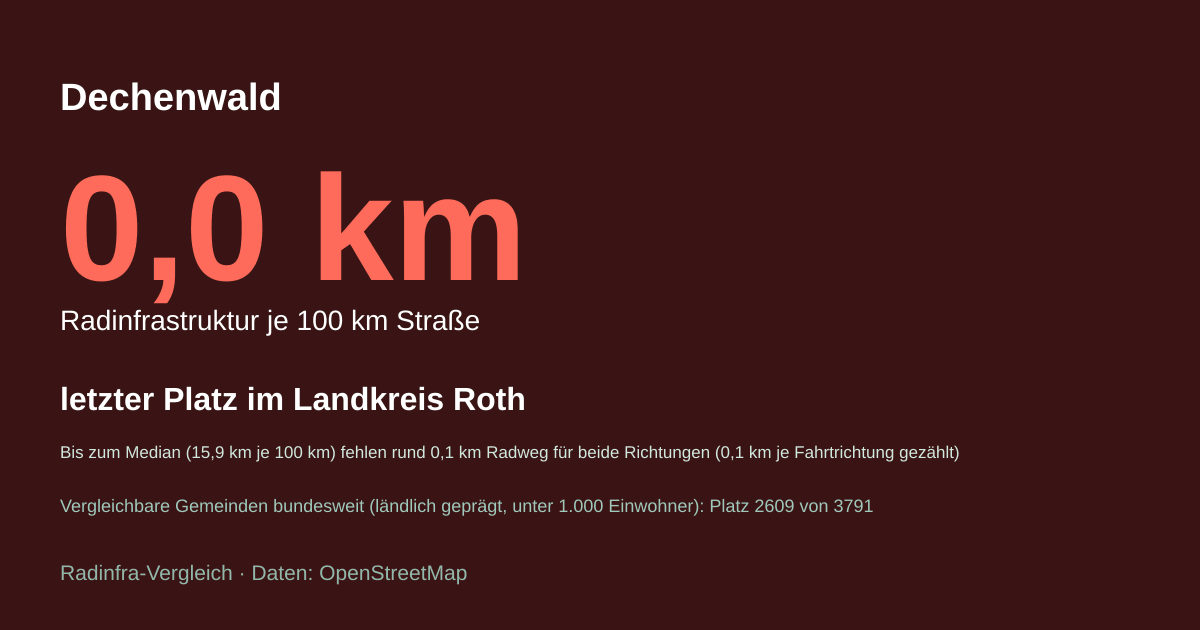 Dechenwald
0,0 km
Radinfrastruktur je 100 km Straße
letzter Platz im Landkreis Roth
Bis zum Median (15,9 km je 100 km) fehlen rund 0,1 km Radweg für beide Richtungen (0,1 km je Fahrtrichtung gezählt)
Vergleichbare Gemeinden bundesweit (ländlich geprägt, unter 1.000 Einwohner): Platz 2609 von 3791
Radinfra-Vergleich · Daten: OpenStreetMap